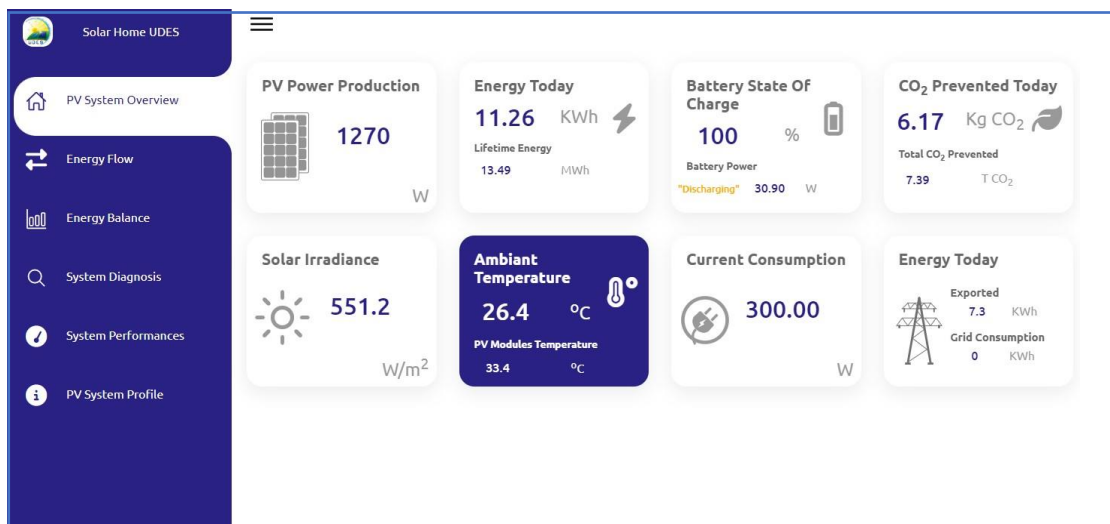 UDES
Solar Home UDES
PV System Overview
Energy Flow
Energy Balance
System Diagnosis
System Performances
PV System Profile
PV Power Production
1270
W
Energy Today
11.26 KWh
Lifetime Energy
13.49 MWh
Battery State Of
Charge
100 %
Battery Power
"Discharging" 30.90 W
CO₂ Prevented Today
6.17 Kg CO₂
Total CO₂ Prevented
7.39 T CO₂
Solar Irradiance
551.2
W/m²
Ambiant
Temperature
26.4 ºC
PV Modules Temperature
33.4 ºC
Current Consumption
300.00
W
Energy Today
Exported
7.3 KWh
Grid Consumption
0 KWh